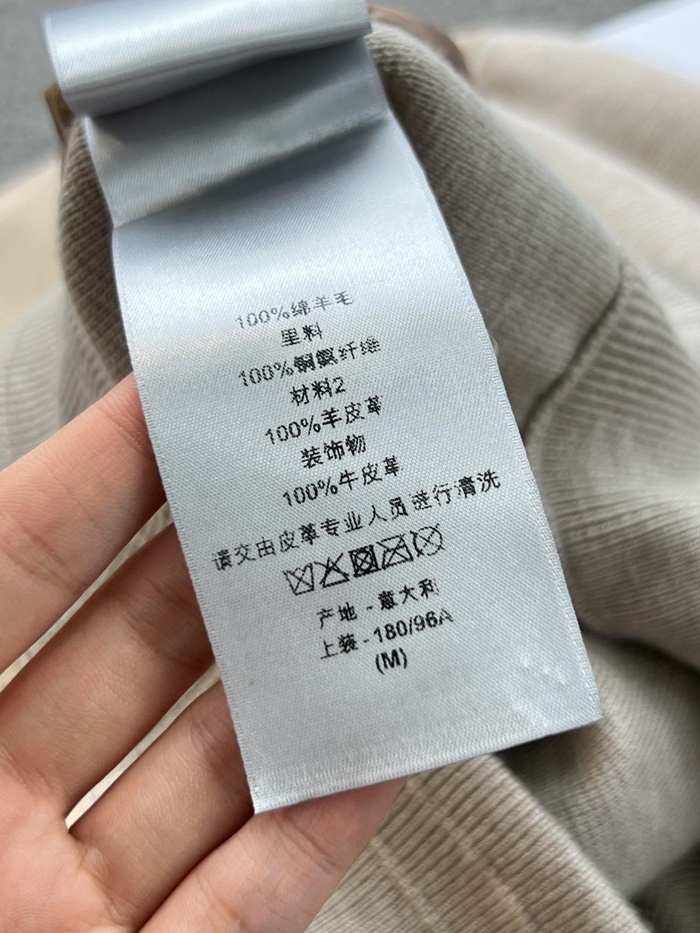 100%绵羊毛
里料
100%铜氨纤维
材料2
100%羊皮革
装饰物
100%牛皮革
请交由皮革专业人员进行清洗
产地 - 意大利
上装 - 180/96A
(M)